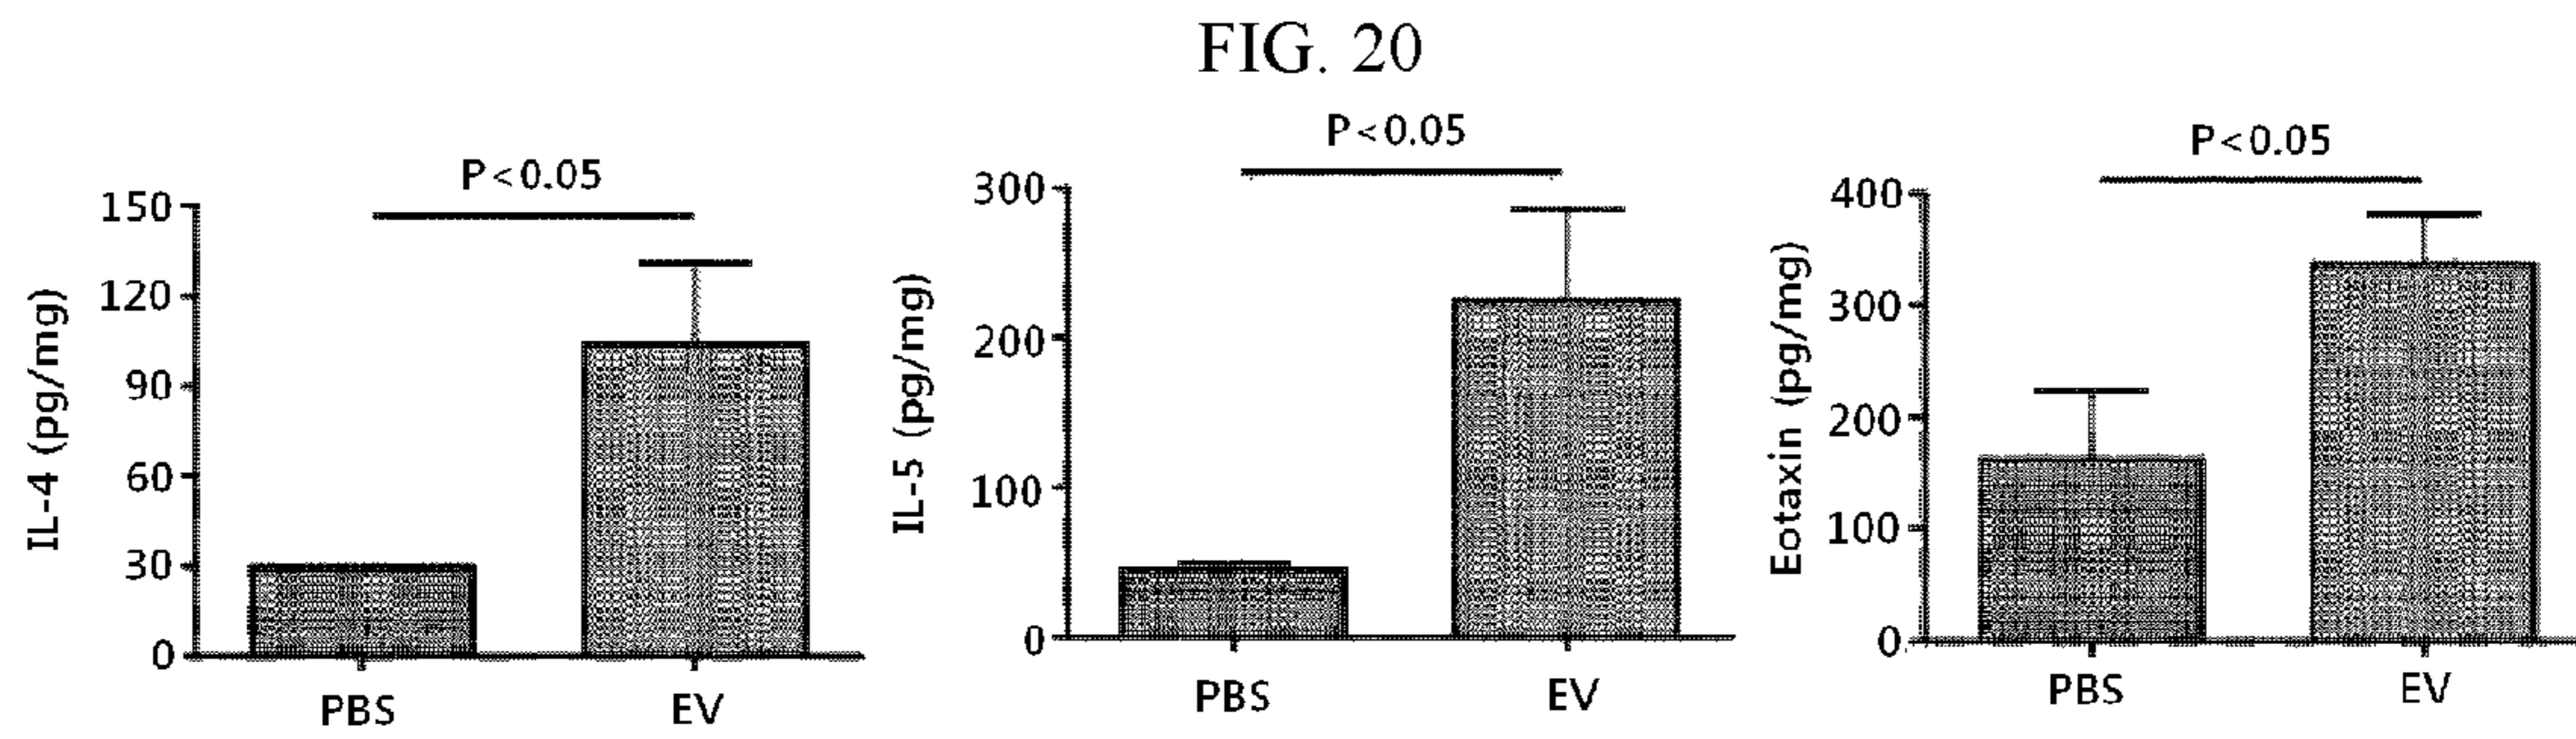 FIG. 20
P<0.05
150
120
90
60
30
0
IL-4 (pg/mg)
PBS
EV
P<0.05
300
200
100
0
IL-5 (pg/mg)
PBS
EV
P<0.05
400
300
200
100
0
Eotaxin (pg/mg)
PBS
EV